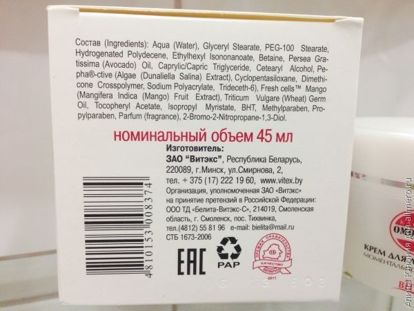 Состав (Ingredients): Aqua (Water), Glyceryl Stearate, PEG-100 Stearate,
Hydrogenated Polydecene, Ethylhexyl Isononanoate, Betaine, Persea Gra-
tissima (Avocado) Oil, Caprylic/Capric Triglyceride, Cetearyl Alcohol, Pe-
pha®-ctive (Algae (Dunaliella Salina) Extract), Cyclopentasiloxane, Dimethi-
cone Crosspolymer, Sodium Polyacrylate, Trideceth-6), Fresh cells™ Mango
(Mangifera Indica (Mango) Fruit Extract), Triticum Vulgare (Wheat) Germ
Oil, Tocopheryl Acetate, Isopropyl Myristate, BHT, Methylparaben, Pro-
pylparaben, Parfum (fragrance), 2-Bromo-2-Nitropropane-1,3-Diol.
номинальный объем 45 мл
Изготовитель:
ЗАО "Витэкс", Республика Беларусь,
220089, г.Минск, ул.Смирнова, 2,
тел. + 375 (17) 222 19 60, www.vitex.by
Организация, уполномоченная ЗАО «Витэкс»
на принятие претензий в Российской Федерации:
ООО ТД «Белита-Витэкс-С», 214019, Смоленская
область, г. Смоленск, пос. Тихвинка,
тел.(4812) 55 81 96 e-mail: bielita@mail.ru
СТБ 1673-2006
4810153008374
EAC
PAP
2011
КРЕМ ДЛЯ